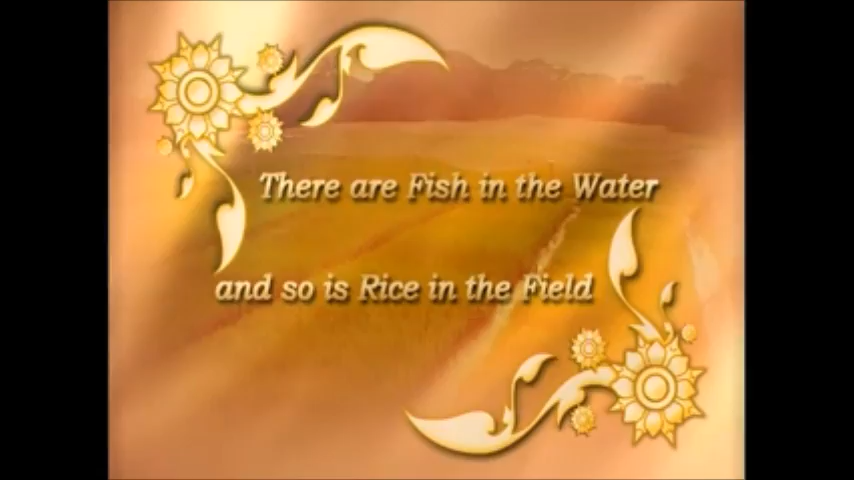 There are Fish in the Water
and so is Rice in the Field